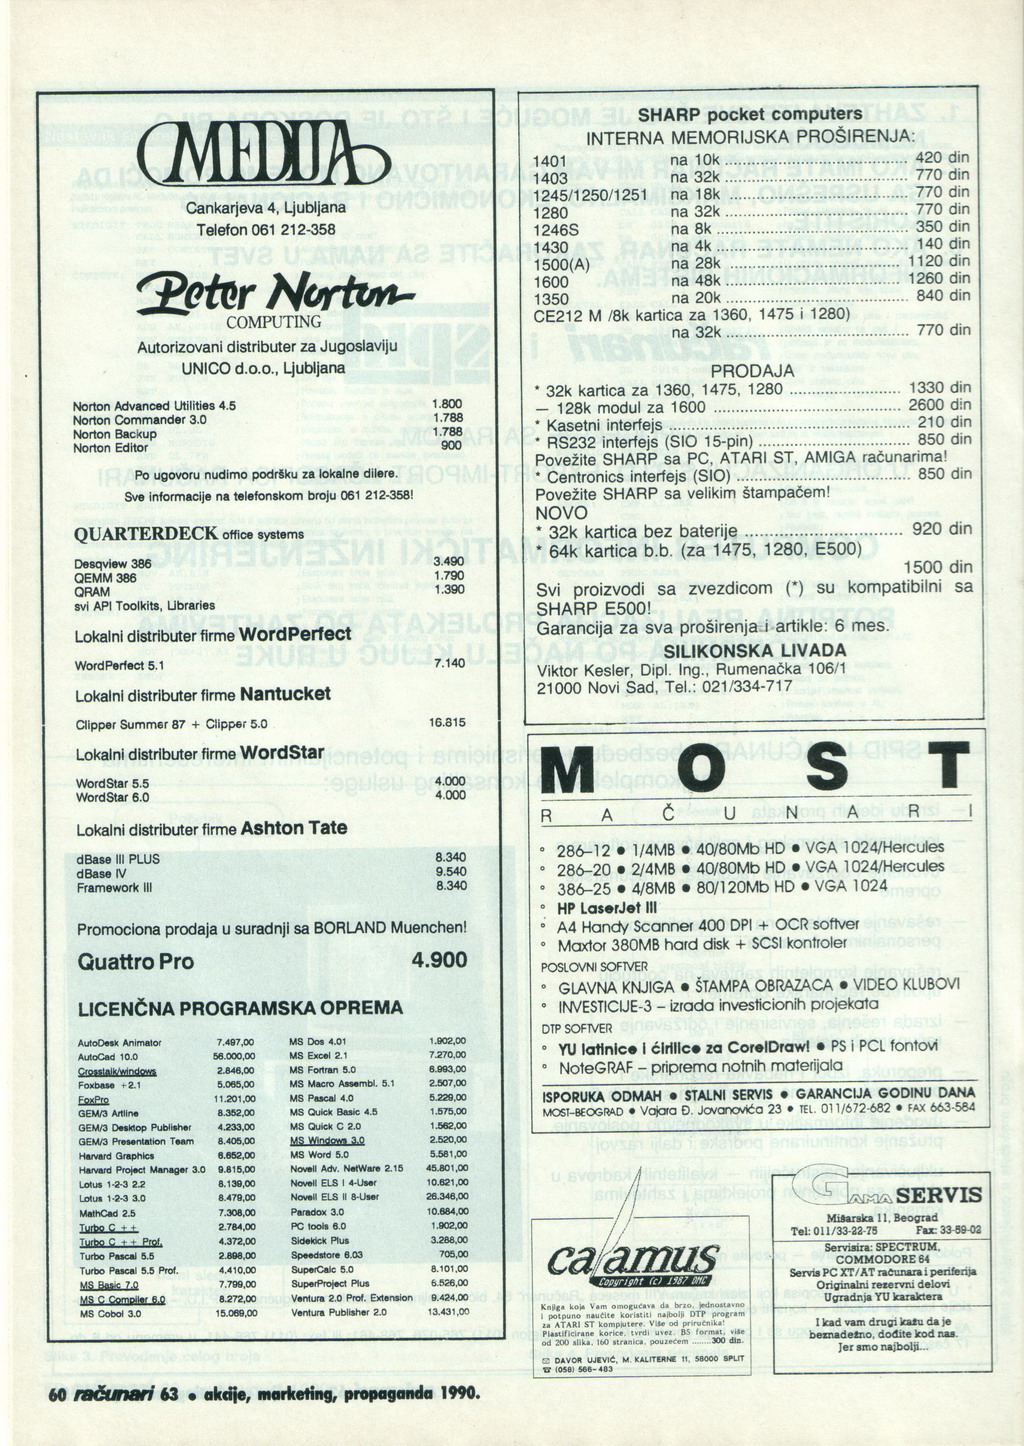 MEDIA
Cankarjeva 4, Ljubljana
Telefon 061 212-358
Peter Norton
COMPUTING
Autorizovani distributer za Jugoslaviju
UNICO d.o.o., Ljubljana
Norton Advanced Utilities 4.5 1.800
Norton Commander 3.0 1.788
Norton Backup 1.788
Norton Editor 900
Po ugovoru nudimo podršku za lokalne dilere.
Sve informacije na telefonskom broju 061 212-358!
QUARTERDECK office systems
Desqview 386 3.490
QEMM 386 1.790
QRAM 1.390
svi API Toolkits, Libraries
Lokalni distributer firme WordPerfect
WordPerfect 5.1 7.140
Lokalni distributer firme Nantucket
Clipper Summer 87 + Clipper 5.0 16.815
Lokalni distributer firme WordStar
WordStar 5.5 4.000
WordStar 6.0 4.000
Lokalni distributer firme Ashton Tate
dBase III PLUS 8.340
dBase IV 9.540
Framework III 8.340
Promociona prodaja u suradnji sa BORLAND Muenchen!
Quattro Pro 4.900
LICENČNA PROGRAMSKA OPREMA
AutoDesk Animator 7.497,00
AutoCad 10.0 56.000,00
Crosstalk/windows 2.846,00
Foxbase +2.1 5.065,00
FoxPro 11.201,00
GEM/3 Artline 8.352,00
GEM/3 Desktop Publisher 4.233,00
GEM/3 Presentation Team 8.405,00
Harvard Graphics 6.652,00
Harvard Project Manager 3.0 9.815,00
Lotus 1-2-3 2.2 8.139,00
Lotus 1-2-3 3.0 8.479,00
MathCad 2.5 7.308,00
Turbo C ++ 2.784,00
Turbo C ++ Prof. 4.372,00
Turbo Pascal 5.5 2.898,00
Turbo Pascal 5.5 Prof. 4,410,00
MS Basic 7.0 7,799,00
MS C Compiler 6.0 8.272,00
MS Cobol 3.0 15.069,00
MS Dos 4.01 1.902,00
MS Excel 2.1 7.270,00
MS Fortran 5.0 6.993,00
MS Macro Assembl. 5.1 2.507,00
MS Pascal 4.0 5.229,00
MS Quick Basic 4.5 1.575,00
MS Quick C 2.0 1.562,00
MS Windows 3.0 2.520,00
MS Word 5.0 5.581,00
Novell Adv. NetWare 2.15 45.801,00
Novell ELS I 4-User 10.621,00
Novell ELS II 8-User 26.346,00
Paradox 3.0 10.684,00
PC tools 6.0 1.902,00
Sidekick Plus 3.288,00
Speedstore 6.03 705,00
SuperCalc 5.0 8.101,00
SuperProject Plus 6.526,00
Ventura 2.0 Prof. Extension 9.424,00
Ventura Publisher 2.0 13.431,00
SHARP pocket computers
INTERNA MEMORIJSKA PROŠIRENJA:
1401 na 10k 420 din
1403 na 32k 770 din
1245/1250/1251 na 18k 770 din
1280 na 32k 770 din
1246S na 8k 350 din
1430 na 4k 140 din
1500(A) na 28k 1120 din
1600 na 48k 1260 din
1350 na 20k 840 din
CE212 M /8k kartica za 1360, 1475 i 1280)
na 32k 770 din
PRODAJA
* 32k kartica za 1360, 1475, 1280 1330 din
— 128k modul za 1600 2600 din
* Kasetni interfejs 210 din
* RS232 interfejs (SIO 15-pin) 850 din
Povežite SHARP sa PC, ATARI ST, AMIGA računarima!
* Centronics interfejs (SIO) 850 din
Povežite SHARP sa velikim štampačem!
NOVO
* 32k kartica bez baterije 920 din
* 64k kartica b.b. (za 1475, 1280, E500)
1500 din
Svi proizvodi sa zvezdicom (*) su kompatibilni sa
SHARP E500!
Garancija za sva proširenja i artikle: 6 mes.
SILIKONSKA LIVADA
Viktor Kesler, Dipl. Ing., Rumenačka 106/1
21000 Novi Sad, Tel.: 021/334-717
MOST
RAČUNARI
° 286–12 • 1/4MB • 40/80Mb HD • VGA 1024/Hercules
° 286–20 • 2/4MB • 40/80Mb HD • VGA 1024/Hercules
° 386–25 • 4/8MB • 80/120Mb HD • VGA 1024
° HP LaserJet III
° A4 Handy Scanner 400 DPI + OCR softver
° Maxtor 380MB hard disk + SCSI kontroler
POSLOVNI SOFTVER
° GLAVNA KNJIGA • ŠTAMPA OBRAZACA • VIDEO KLUBOVI
° INVESTICIJE-3 – izrada investicionih projekata
DTP SOFTVER
° YU latinice i ćirilice za CorelDraw! • PS i PCL fontovi
° NoteGRAF – priprema notnih materijala
ISPORUKA ODMAH • STALNI SERVIS • GARANCIJA GODINU DANA
MOST-BEOGRAD • Vajara Đ. Jovanovića 23 • TEL. 011/672-682 • FAX 663-584
calamus
Copyright (c) 1987 DMC
Knjiga koja Vam omogućava da brzo, jednostavno
i potpuno naučite koristiti najbolji DTP program
za ATARI ST kompjutere. Više od priručnika!
Plastificirane korice, tvrdi uvez, B5 format, više
od 200 slika, 160 stranica, pouzećem ........300 din.
DAVOR UJEVIĆ, M. KALITERNE 11, 58000 SPLIT
☎ (058) 566-483
GAMA SERVIS
Mišarska 11, Beograd
Tel: 011/33-22-75 Fax: 33-59-02
Servisira: SPECTRUM,
COMMODORE 64
Servis PC XT/AT računara i periferija
Originalni rezervni delovi
Ugradnja YU karaktera
I kad vam drugi kažu da je
beznadežno, dođite kod nas.
Jer smo najbolji...
60 računari 63 • akcije, marketing, propaganda 1990.